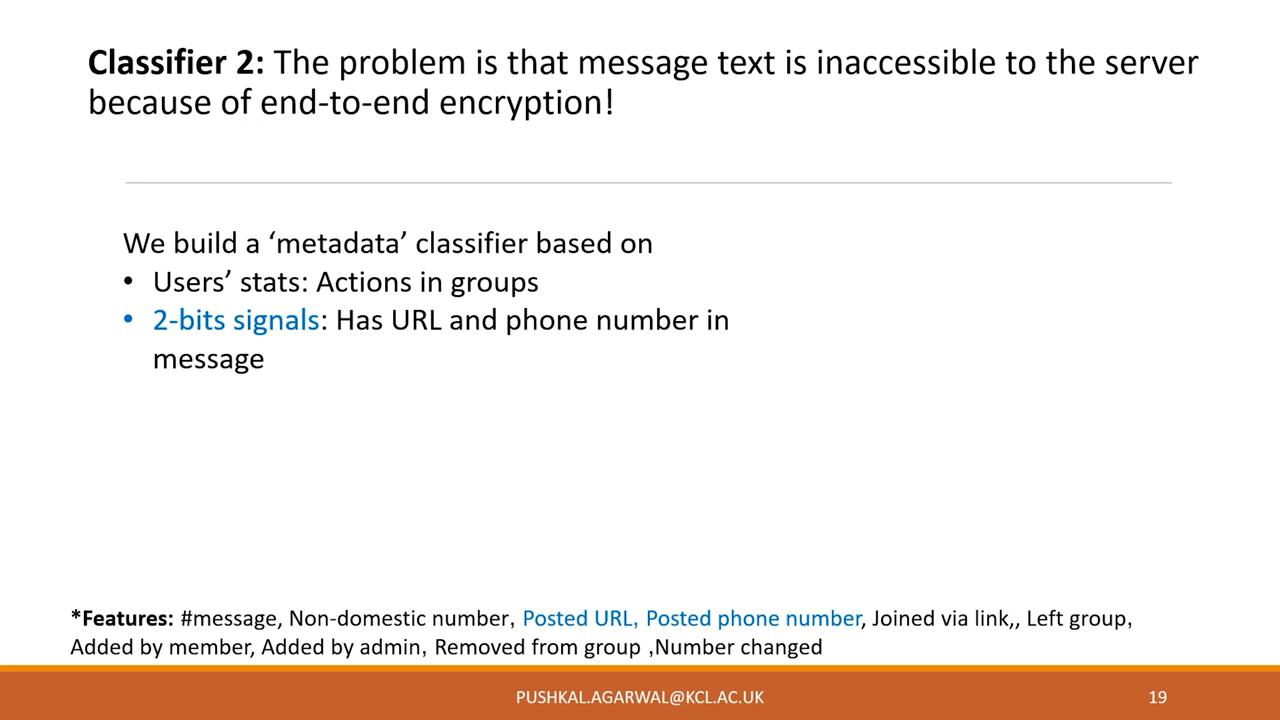 Classifier 2: The problem is that message text is inaccessible to the server
because of end-to-end encryption!
We build a ‘metadata’ classifier based on
• Users’ stats: Actions in groups
• 2-bits signals: Has URL and phone number in
message
*Features: #message, Non-domestic number, Posted URL, Posted phone number, Joined via link,, Left group,
Added by member, Added by admin, Removed from group ,Number changed
PUSHKAL.AGARWAL@KCL.AC.UK 19